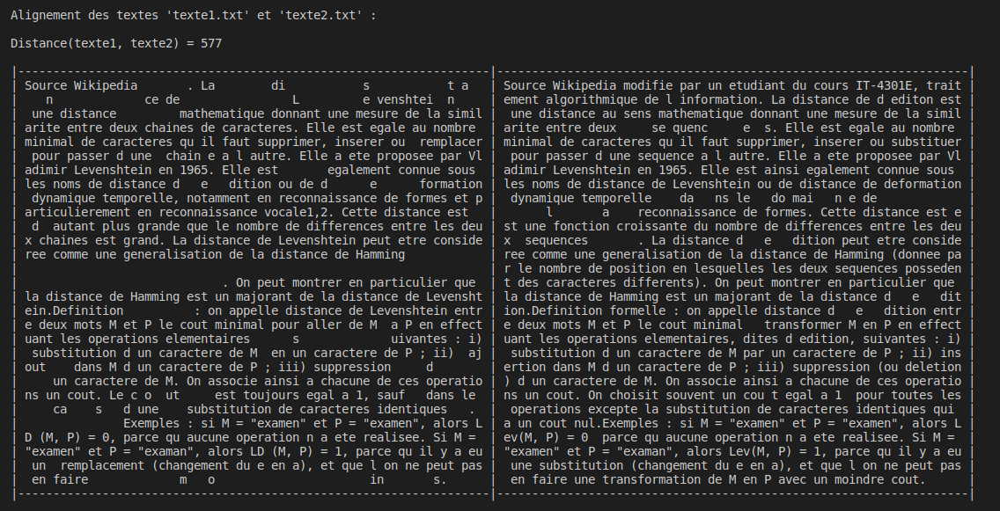 Alignement des textes 'texte1.txt' et 'texte2.txt' :

Distance(texte1, texte2) = 577

|-------------------------------------------------------------------|-------------------------------------------------------------------|
| Source Wikipedia       . La        di           s           t a   | Source Wikipedia modifie par un etudiant du cours IT-4301E, trait |
|    n             ce de                L         e venshtei  n     | ement algorithmique de l information. La distance de d editon est |
|  une distance         mathematique donnant une mesure de la simil |  une distance au sens mathematique donnant une mesure de la simil |
| arite entre deux chaines de caracteres. Elle est egale au nombre  | arite entre deux     se quenc     e  s. Elle est egale au nombre  |
| minimal de caracteres qu il faut supprimer, inserer ou  remplacer | minimal de caracteres qu il faut supprimer, inserer ou substituer |
|  pour passer d une  chain e a l autre. Elle a ete proposee par Vl |  pour passer d une sequence a l autre. Elle a ete proposee par Vl |
| adimir Levenshtein en 1965. Elle est       egalement connue sous  | adimir Levenshtein en 1965. Elle est ainsi egalement connue sous  |
| les noms de distance d   e   dition ou de d      e      formation | les noms de distance de Levenshtein ou de distance de deformation |
|  dynamique temporelle, notamment en reconnaissance de formes et p |  dynamique temporelle    da   ns le   do mai   n e de             |
| articulierement en reconnaissance vocale1,2. Cette distance est   |       l       a    reconnaissance de formes. Cette distance est e |
|  d  autant plus grande que le nombre de differences entre les deu | st une fonction croissante du nombre de differences entre les deu |
| x chaines est grand. La distance de Levenshtein peut etre conside | x  sequences       . La distance d   e   dition peut etre conside |
| ree comme une generalisation de la distance de Hamming            | ree comme une generalisation de la distance de Hamming (donnee pa |
|                                                                   | r le nombre de position en lesquelles les deux sequences posseden |
|                             . On peut montrer en particulier que  | t des caracteres differents). On peut montrer en particulier que  |
| la distance de Hamming est un majorant de la distance de Levensht | la distance de Hamming est un majorant de la distance d   e   dit |
| ein.Definition          : on appelle distance de Levenshtein entr | ion.Definition formelle : on appelle distance d   e   dition entr |
| e deux mots M et P le cout minimal pour aller de M  a P en effect | e deux mots M et P le cout minimal   transformer M en P en effect |
| uant les operations elementaires      s             uivantes : i) | uant les operations elementaires, dites d edition, suivantes : i) |
|  substitution d un caractere de M  en un caractere de P ; ii)  aj |  substitution d un caractere de M par un caractere de P ; ii) ins |
| out    dans M d un caractere de P ; iii) suppression     d        | ertion dans M d un caractere de P ; iii) suppression (ou deletion |
|     un caractere de M. On associe ainsi a chacune de ces operatio | ) d un caractere de M. On associe ainsi a chacune de ces operatio |
| ns un cout. Le c o  ut     est toujours egal a 1, sauf   dans le  | ns un cout. On choisit souvent un cou t egal a 1  pour toutes les |
|     ca    s   d une    substitution de caracteres identiques   .  |  operations excepte la substitution de caracteres identiques qui  |
|               Exemples : si M = "examen" et P = "examen", alors L | a un cout nul.Exemples : si M = "examen" et P = "examen", alors L |
| D (M, P) = 0, parce qu aucune operation n a ete realisee. Si M =  | ev(M, P) = 0  parce qu aucune operation n a ete realisee. Si M =  |
| "examen" et P = "examan", alors LD (M, P) = 1, parce qu il y a eu | "examen" et P = "examan", alors Lev(M, P) = 1, parce qu il y a eu |
|  un  remplacement (changement du e en a), et que l on ne peut pas |  une substitution (changement du e en a), et que l on ne peut pas |
|  en faire             m   o                      in       s.     |  en faire une transformation de M en P avec un moindre cout.      |
|-------------------------------------------------------------------|-------------------------------------------------------------------|